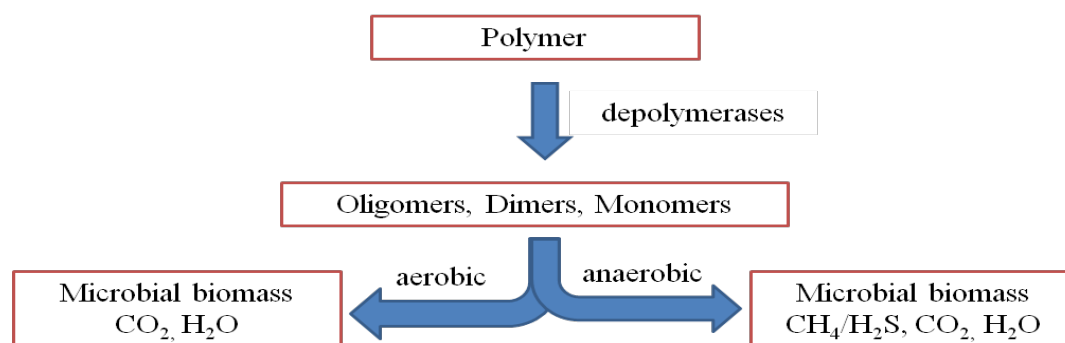 Polymer
depolymerases
Oligomers, Dimers, Monomers
aerobic
anaerobic
Microbial biomass
CO₂, H₂O
Microbial biomass
CH₄/H₂S, CO₂, H₂O